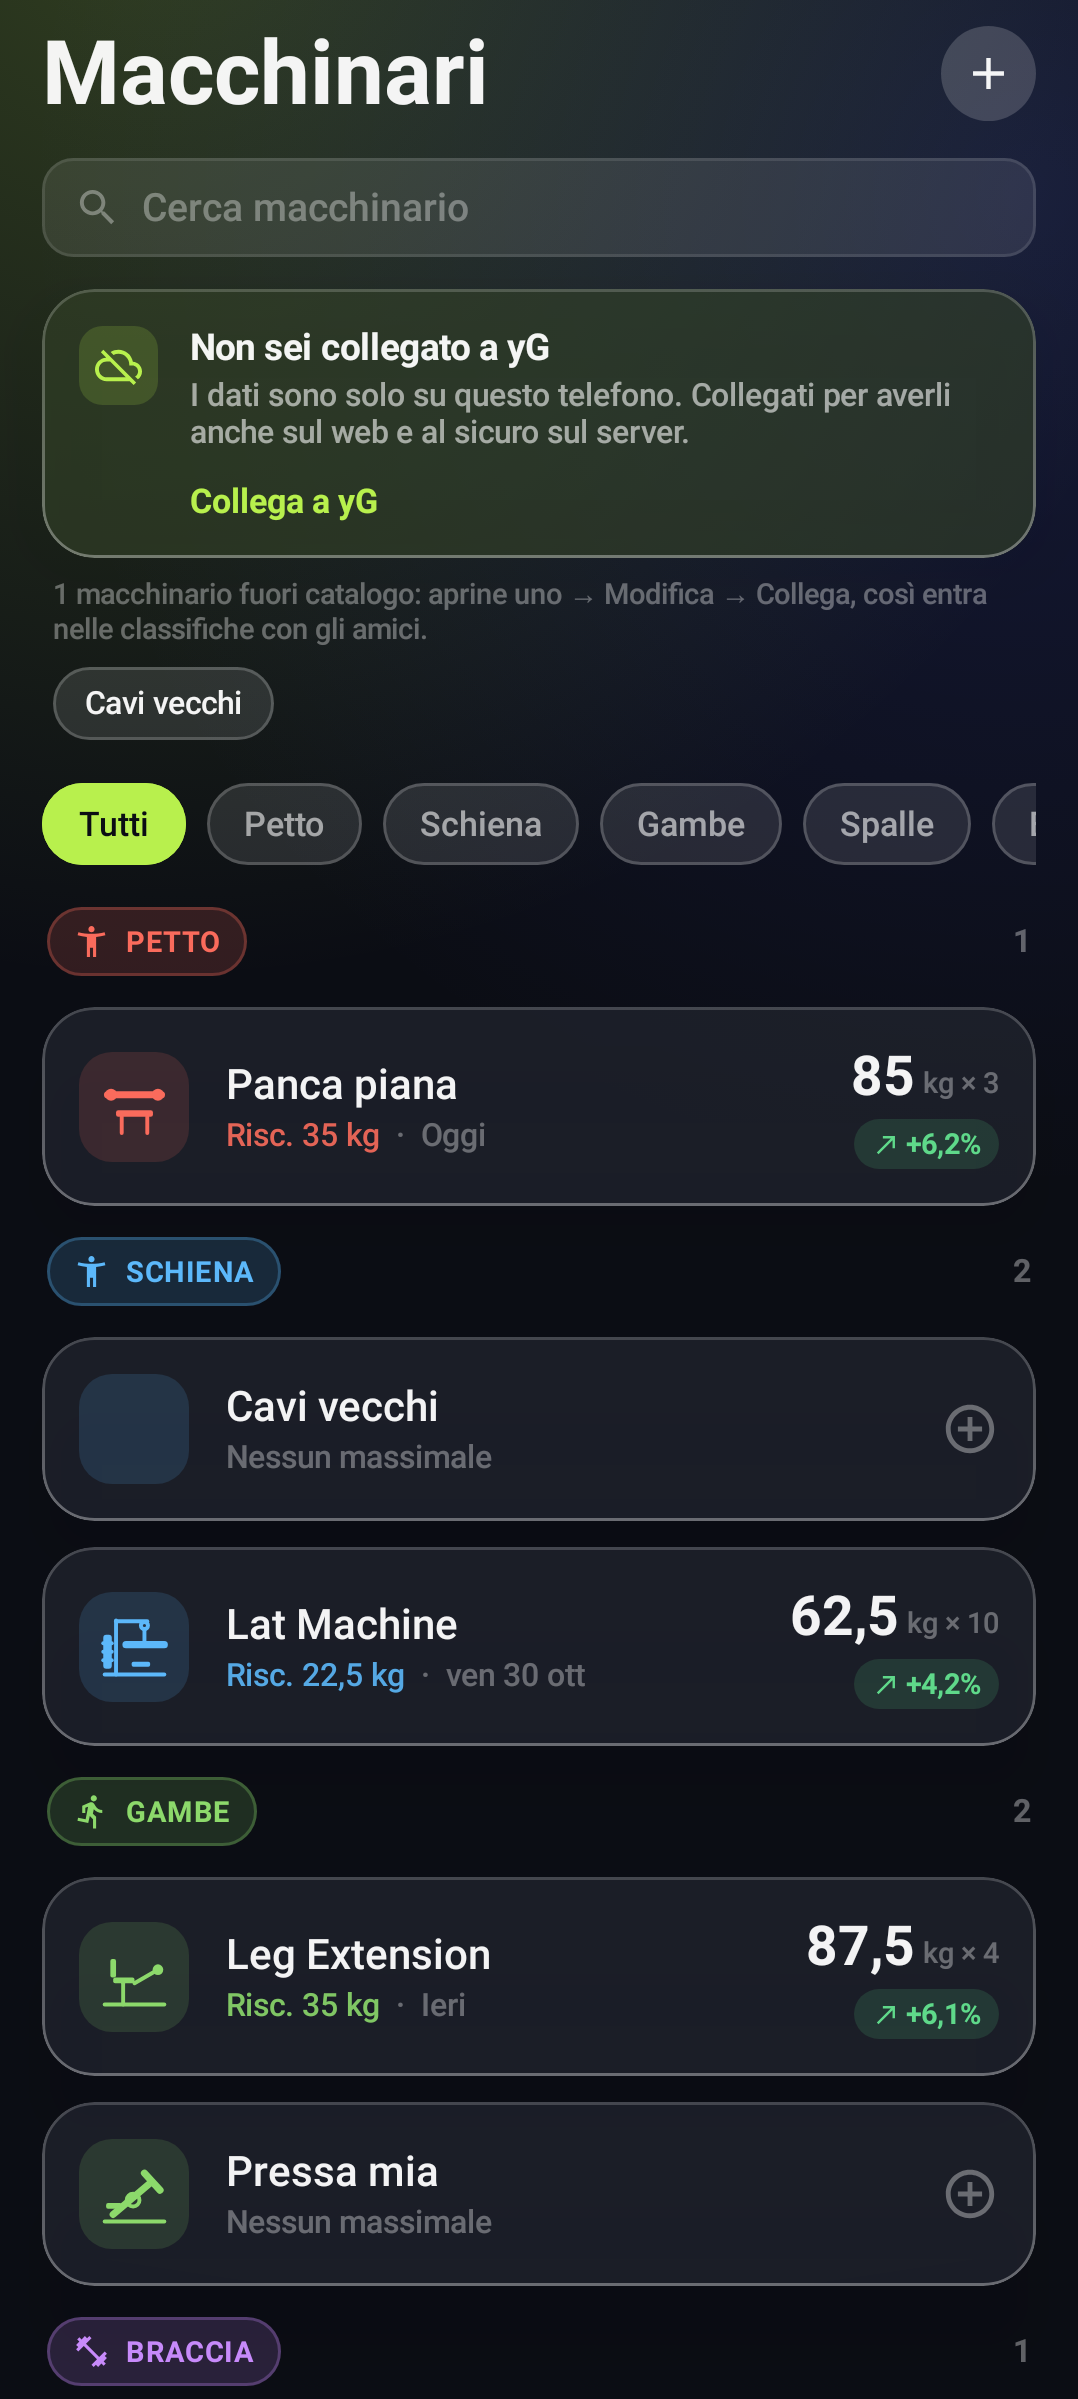 Macchinari
Cerca macchinario
Non sei collegato a yG
I dati sono solo su questo telefono. Collegati per averli
anche sul web e al sicuro sul server.
Collega a yG
1 macchinario fuori catalogo: aprine uno → Modifica → Collega, così entra
nelle classifiche con gli amici.
Cavi vecchi
Tutti Petto Schiena Gambe Spalle
PETTO 1
Panca piana 85 kg × 3
Risc. 35 kg · Oggi +6,2%
SCHIENA 2
Cavi vecchi
Nessun massimale
Lat Machine 62,5 kg × 10
Risc. 22,5 kg · ven 30 ott +4,2%
GAMBE 2
Leg Extension 87,5 kg × 4
Risc. 35 kg · Ieri +6,1%
Pressa mia
Nessun massimale
BRACCIA 1